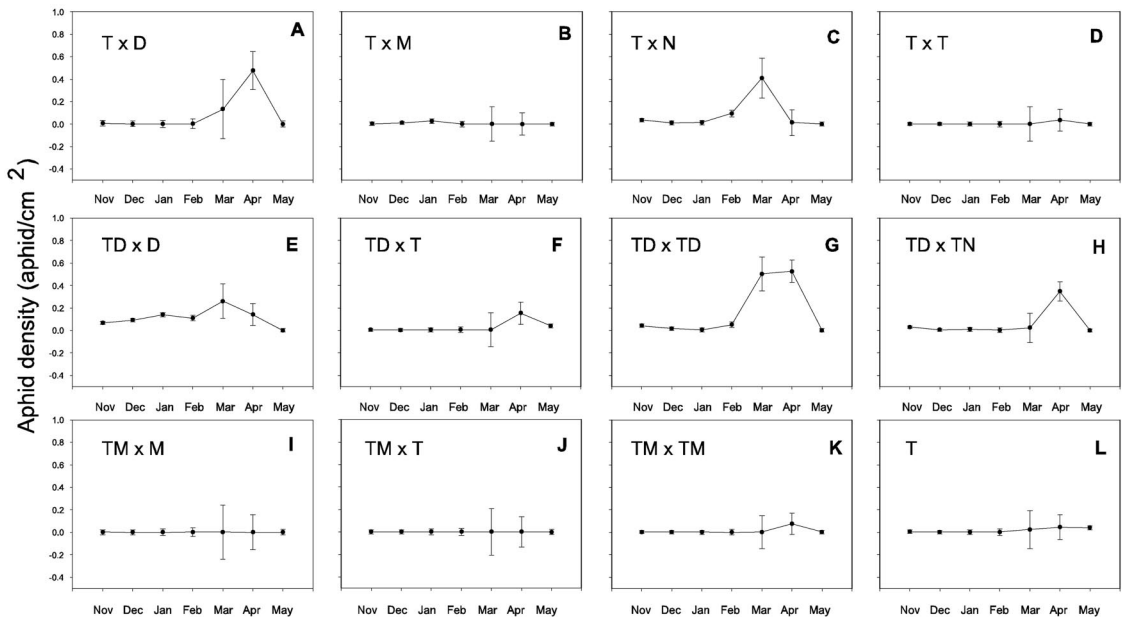 Aphid density (aphid/cm 2)
1.0
0.8
0.6
0.4
0.2
0.0
-0.2
-0.4
T x D
A
T x M
B
T x N
C
T x T
D
Nov Dec Jan Feb Mar Apr May
Nov Dec Jan Feb Mar Apr May
Nov Dec Jan Feb Mar Apr May
Nov Dec Jan Feb Mar Apr May
1.0
0.8
0.6
0.4
0.2
0.0
-0.2
-0.4
TD x D
E
TD x T
F
TD x TD
G
TD x TN
H
Nov Dec Jan Feb Mar Apr May
Nov Dec Jan Feb Mar Apr May
Nov Dec Jan Feb Mar Apr May
Nov Dec Jan Feb Mar Apr May
1.0
0.8
0.6
0.4
0.2
0.0
-0.2
-0.4
TM x M
I
TM x T
J
TM x TM
K
T
L
Nov Dec Jan Feb Mar Apr May
Nov Dec Jan Feb Mar Apr May
Nov Dec Jan Feb Mar Apr May
Nov Dec Jan Feb Mar Apr May